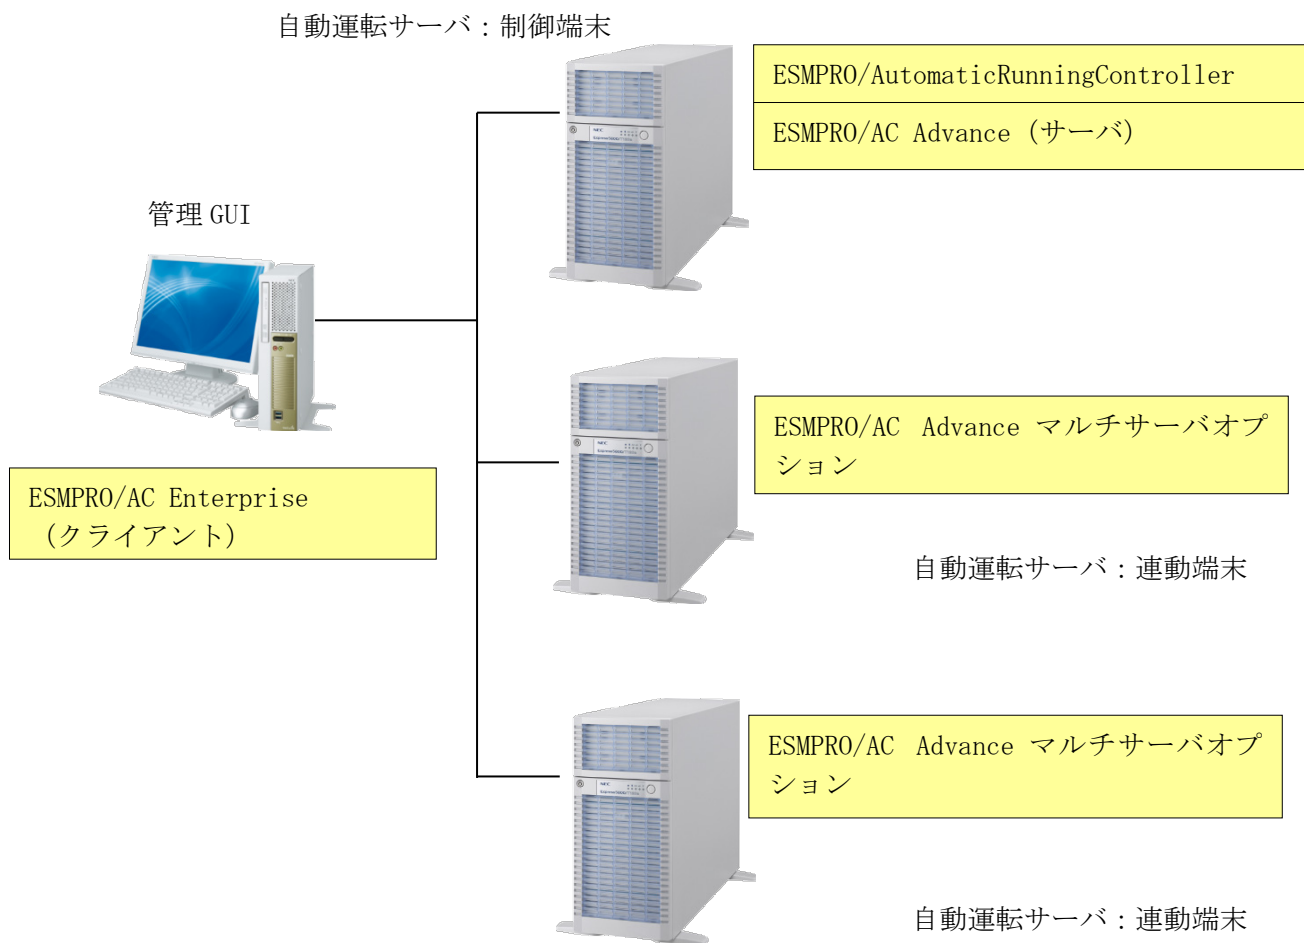 自動運転サーバ：制御端末
ESMPRO/AutomaticRunningController
ESMPRO/AC Advance (サーバ)
管理 GUI
ESMPRO/AC Enterprise
(クライアント)
ESMPRO/AC Advance マルチサーバオプ
ション
自動運転サーバ：連動端末
ESMPRO/AC Advance マルチサーバオプ
ション
自動運転サーバ：連動端末
NEC
NEC
NEC